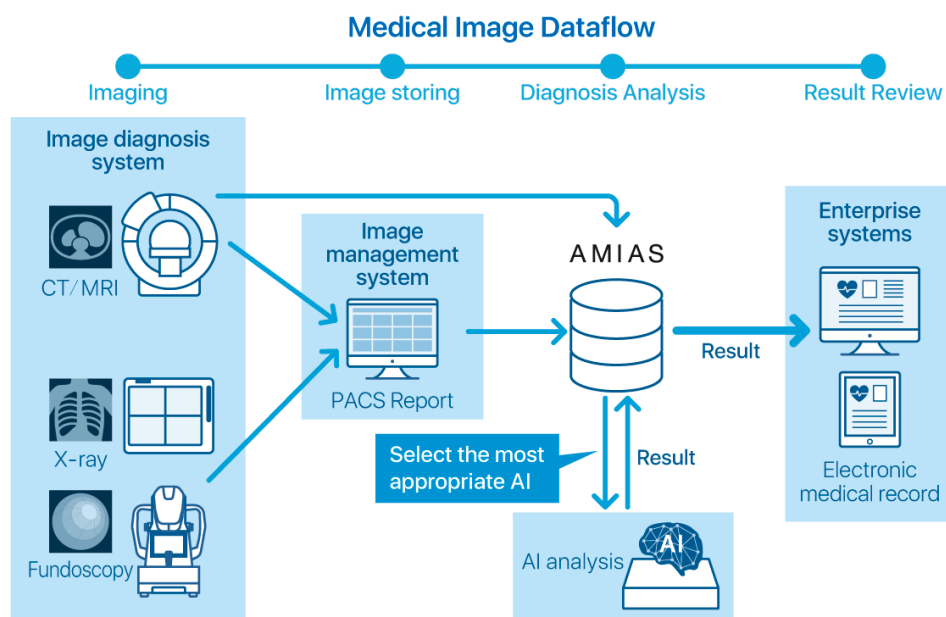 Medical Image Dataflow
Imaging
Image storing
Diagnosis Analysis
Result Review
Image diagnosis
system
CT/MRI
X-ray
Fundoscopy
Image
management
system
PACS Report
AMIAS
Select the most
appropriate AI
Result
AI analysis
AI
Result
Enterprise
systems
Electronic
medical record